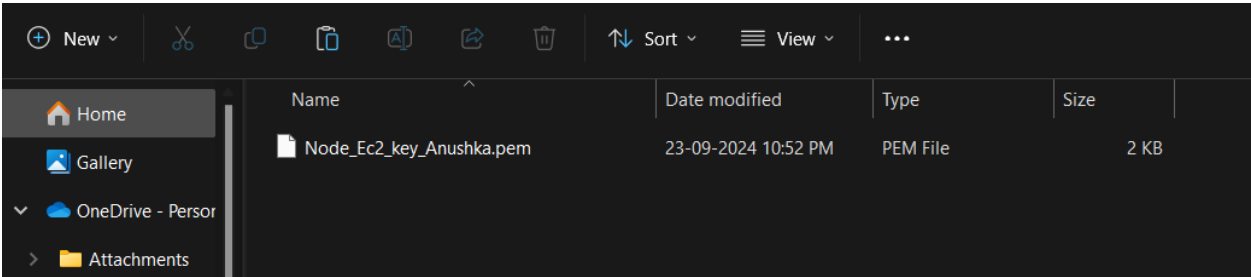 New Sort View
Home
Gallery
OneDrive - Persor
Attachments
Name Date modified Type Size
Node_Ec2_key_Anushka.pem 23-09-2024 10:52 PM PEM File 2 KB